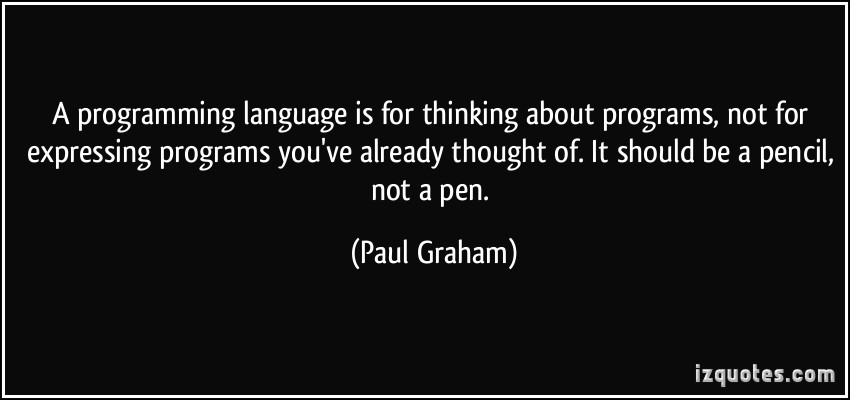 A programming language is for thinking about programs, not for
expressing programs you've already thought of. It should be a pencil,
not a pen.
(Paul Graham)
izquotes.com